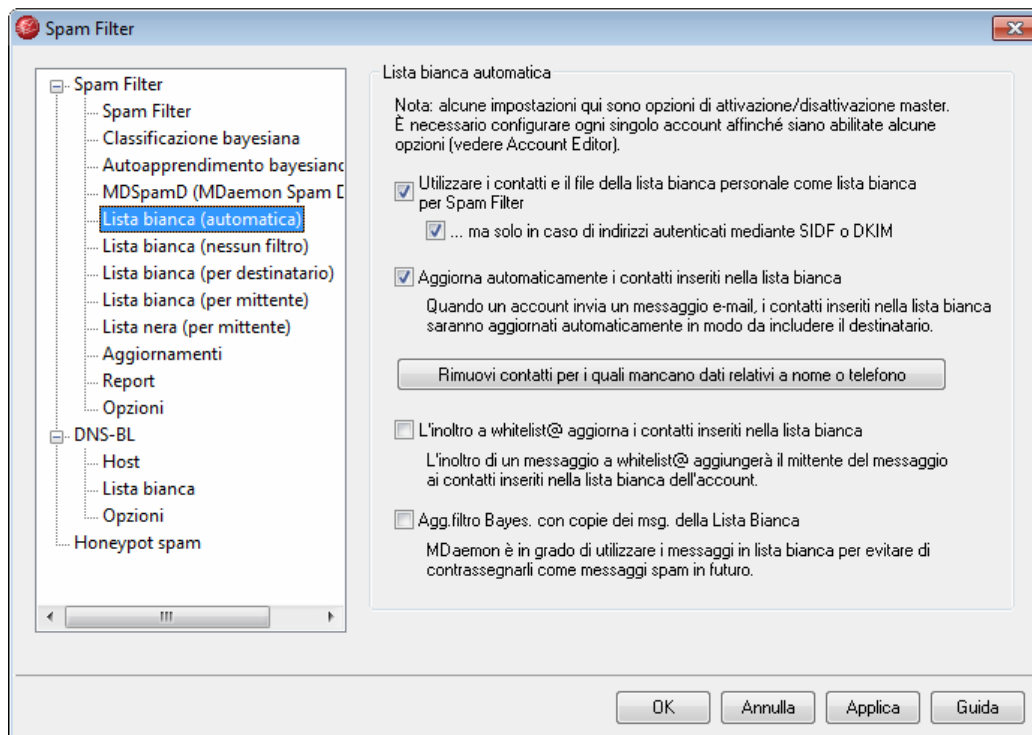 Spam Filter
Spam Filter
Spam Filter
Classificazione bayesiana
Autoapprendimento bayesiano
MDSpamD (MDaemon Spam D
Lista bianca (automatica)
Lista bianca (nessun filtro)
Lista bianca (per destinatario)
Lista bianca (per mittente)
Lista nera (per mittente)
Aggiornamenti
Report
Opzioni
DNS-BL
Host
Lista bianca
Opzioni
Honeypot spam
Lista bianca automatica
Nota: alcune impostazioni qui sono opzioni di attivazione/disattivazione master.
È necessario configurare ogni singolo account affinché siano abilitate alcune
opzioni (vedere Account Editor).
Utilizzare i contatti e il file della lista bianca personale come lista bianca
per Spam Filter
... ma solo in caso di indirizzi autenticati mediante SIDF o DKIM
Aggiorna automaticamente i contatti inseriti nella lista bianca
Quando un account invia un messaggio e-mail, i contatti inseriti nella lista bianca
saranno aggiornati automaticamente in modo da includere il destinatario.
Rimuovi contatti per i quali mancano dati relativi a nome o telefono
L'inoltro a whitelist@ aggiorna i contatti inseriti nella lista bianca
L'inoltro di un messaggio a whitelist@ aggiungerà il mittente del messaggio
ai contatti inseriti nella lista bianca dell'account.
Agg.filtro Bayes. con copie dei msg. della Lista Bianca
MDaemon è in grado di utilizzare i messaggi in lista bianca per evitare di
contrassegnarli come messaggi spam in futuro.
OK
Annulla
Applica
Guida